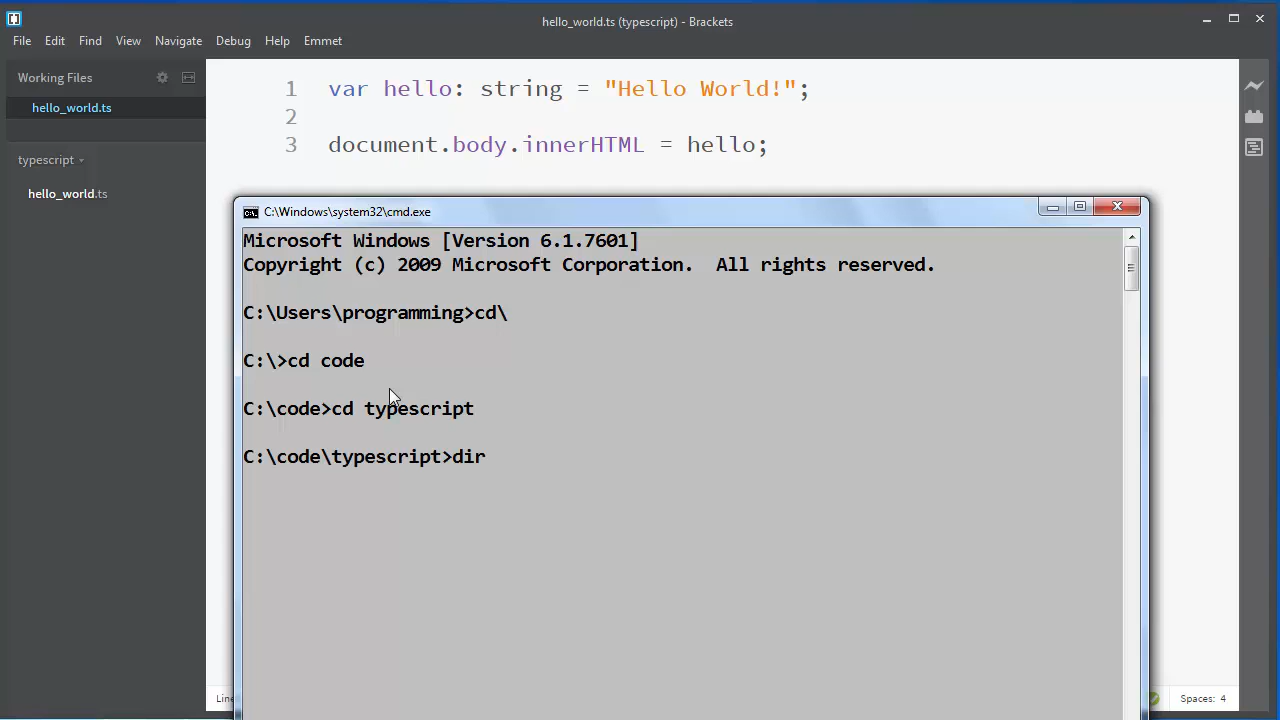 hello_world.ts (typescript) - Brackets
File Edit Find View Navigate Debug Help Emmet
Working Files
hello_world.ts
typescript
hello_world.ts
1 var hello: string = "Hello World!";
2
3 document.body.innerHTML = hello;
C:\Windows\system32\cmd.exe
Microsoft Windows [Version 6.1.7601]
Copyright (c) 2009 Microsoft Corporation.  All rights reserved.
C:\Users\programming>cd\
C:\>cd code
C:\code>cd typescript
C:\code\typescript>dir
Line
Spaces: 4